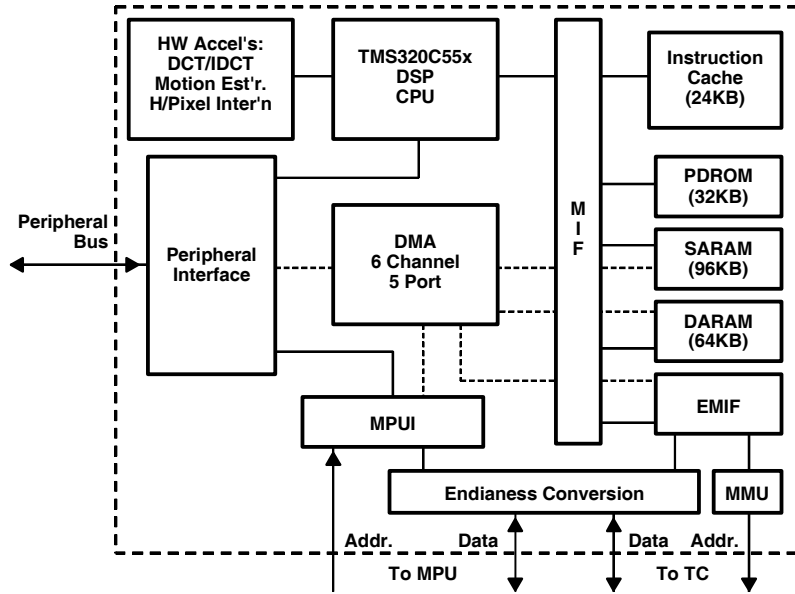 HW Accel's:
DCT/IDCT
Motion Est'r.
H/Pixel Inter'n
TMS320C55x
DSP
CPU
M
I
F
Instruction
Cache
(24KB)
PDROM
(32KB)
Peripheral
Bus
Peripheral
Interface
DMA
6 Channel
5 Port
SARAM
(96KB)
DARAM
(64KB)
EMIF
MPUI
Endianess Conversion
MMU
Addr.
Data
Data
Addr.
To MPU
To TC